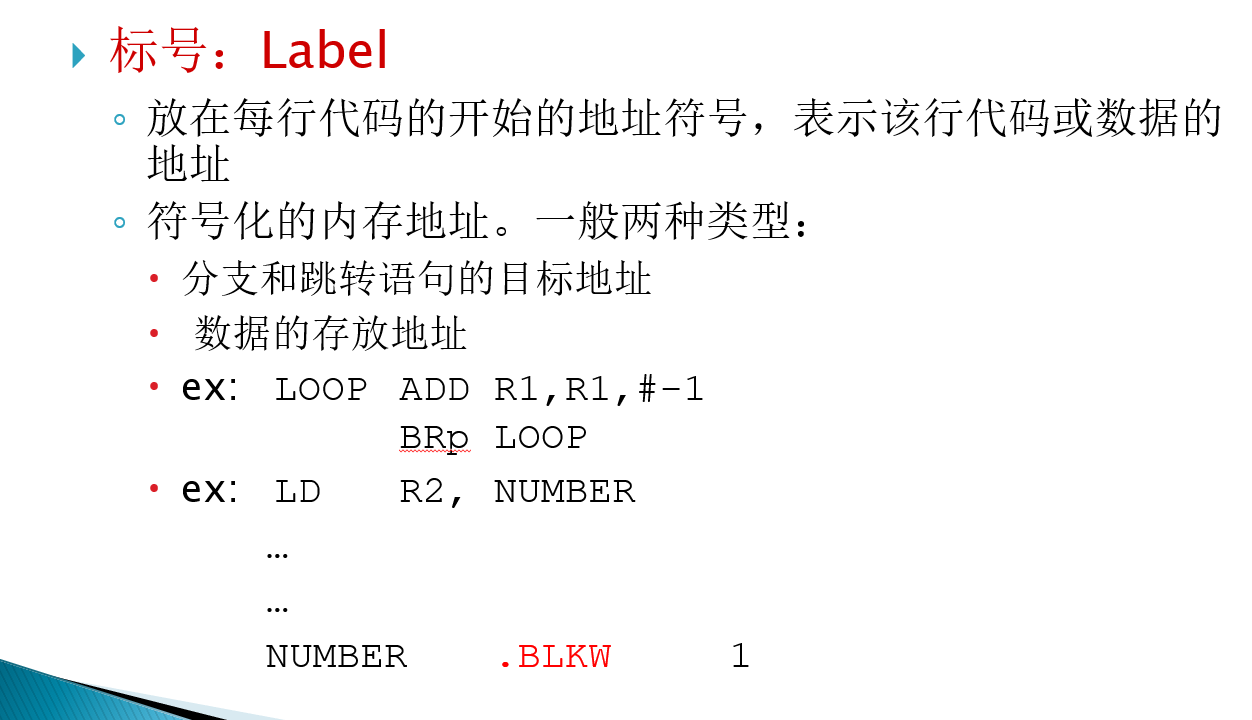 标号：Label
放在每行代码的开始的地址符号，表示该行代码或数据的
地址
符号化的内存地址。一般两种类型：
分支和跳转语句的目标地址
数据的存放地址
ex: LOOP ADD R1,R1,#-1
BRp LOOP
ex: LD R2, NUMBER
…
…
NUMBER .BLKW 1